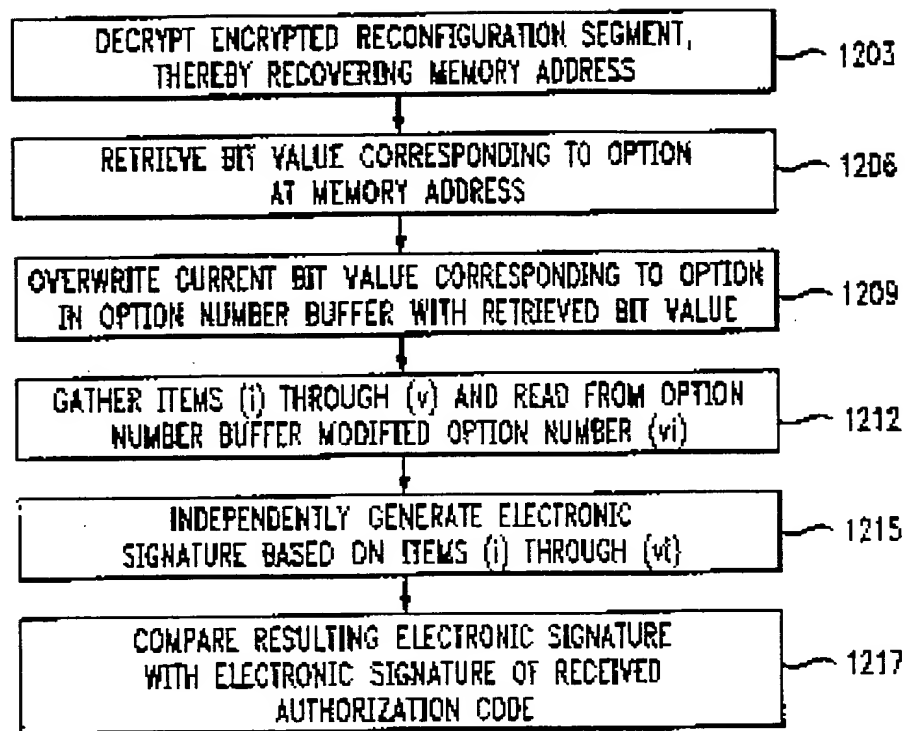 DECRYPT ENCRYPTED RECONFIGURATION SEGMENT,
THEREBY RECOVERING MEMORY ADDRESS
1203
RETRIEVE BIT VALUE CORRESPONDING TO OPTION
AT MEMORY ADDRESS
1206
OVERWRITE CURRENT BIT VALUE CORRESPONDING TO OPTION
IN OPTION NUMBER BUFFER WITH RETRIEVED BIT VALUE
1209
GATHER ITEMS (i) THROUGH (v) AND READ FROM OPTION
NUMBER BUFFER MODIFIED OPTION NUMBER (vi)
1212
INDEPENDENTLY GENERATE ELECTRONIC
SIGNATURE BASED ON ITEMS (i) THROUGH (vi)
1215
COMPARE RESULTING ELECTRONIC SIGNATURE
WITH ELECTRONIC SIGNATURE OF RECEIVED
AUTHORIZATION CODE
1217